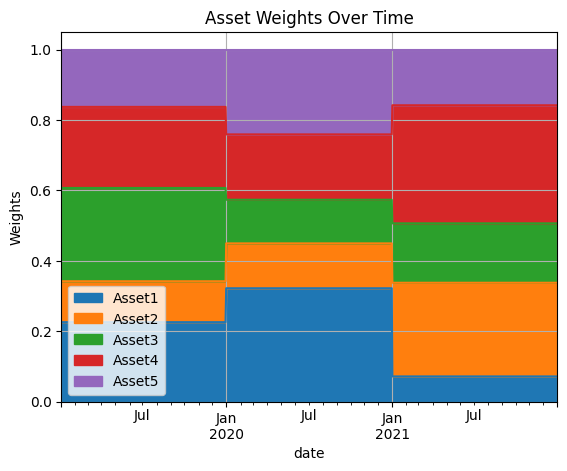 Asset Weights Over Time
1.0
0.8
0.6
0.4
0.2
0.0
Weights
Asset1
Asset2
Asset3
Asset4
Asset5
Jul
Jan
2020
Jul
Jan
2021
Jul
date